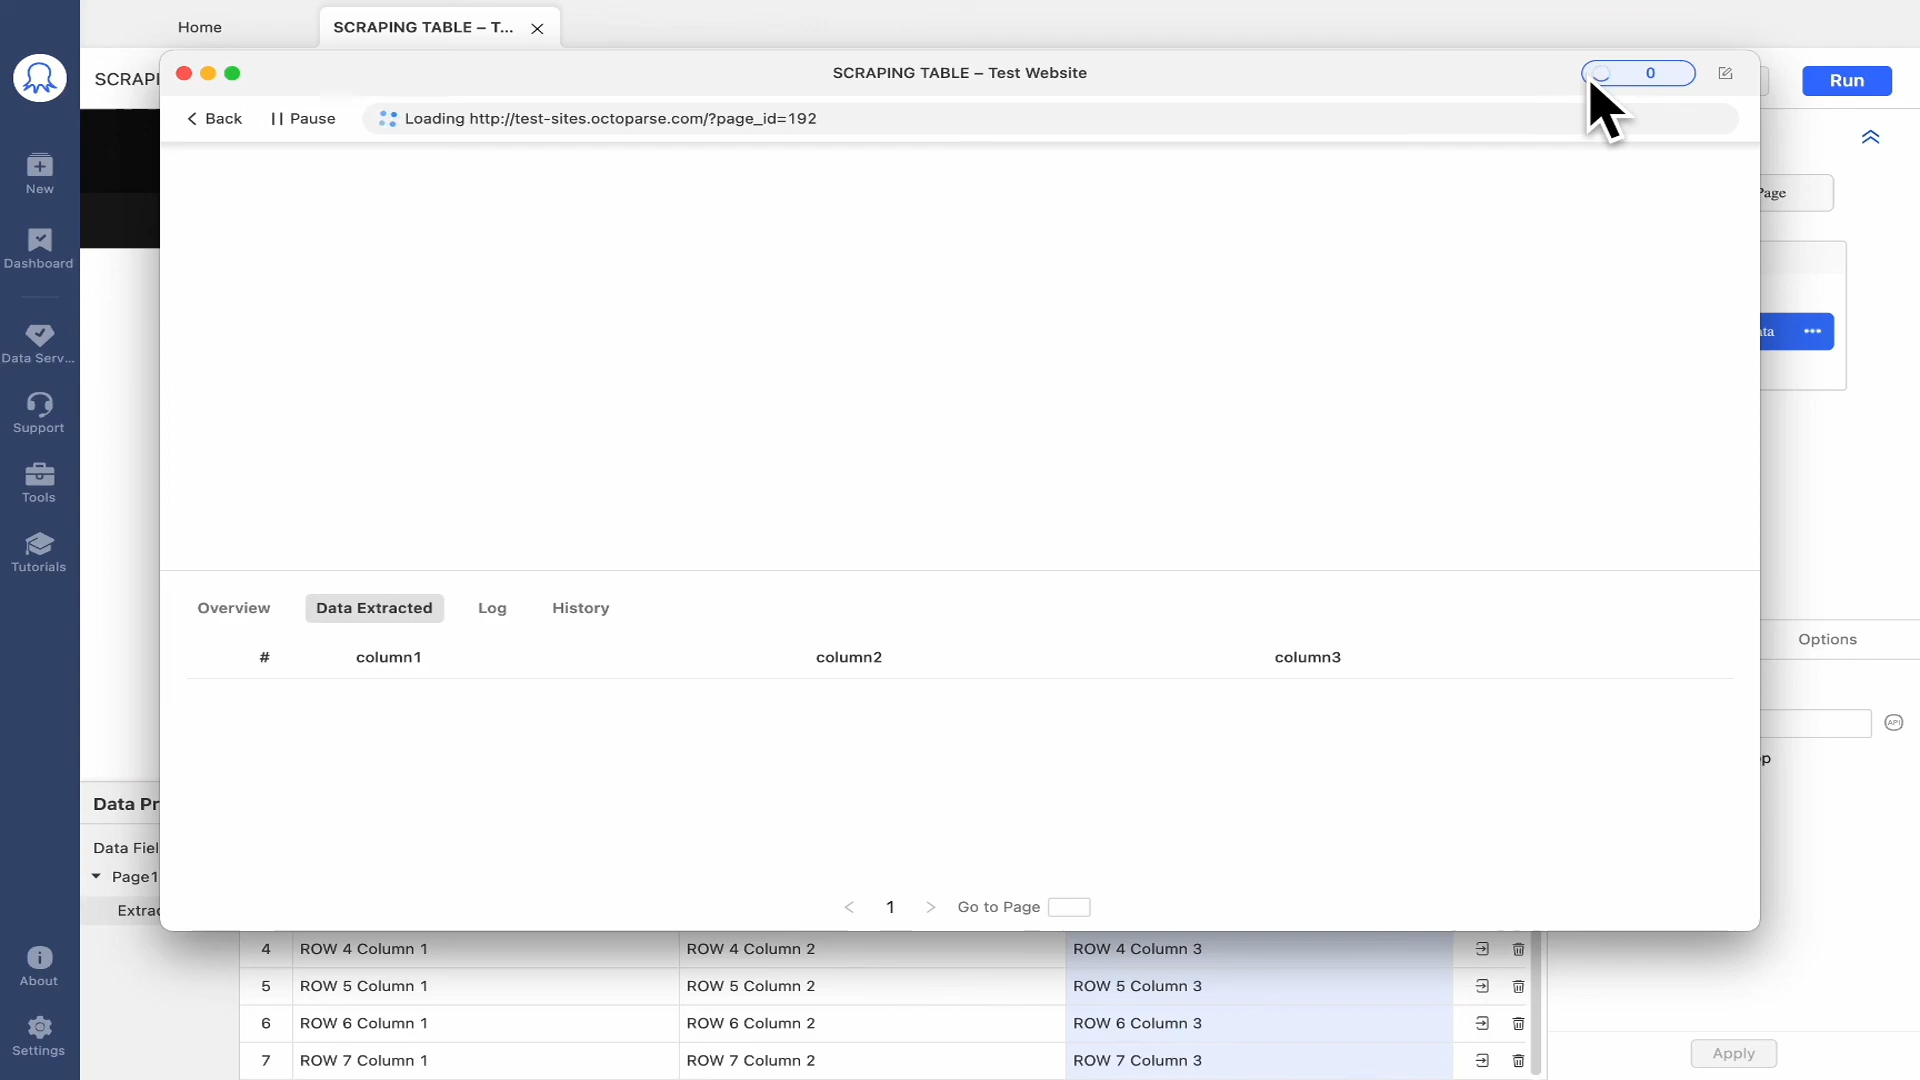 Home
SCRAPING TABLE – T...
SCRAPI
SCRAPING TABLE – Test Website
0
Run
Back
Pause
Loading http://test-sites.octoparse.com/?page_id=192
New
Page
Dashboard
Data Serv...
ata
Support
Tools
Tutorials
Overview
Data Extracted
Log
History
Options
#
column1
column2
column3
API
op
Data Pr
Data Fiel
Page1
Extrac
1
Go to Page
4
ROW 4 Column 1
ROW 4 Column 2
ROW 4 Column 3
5
ROW 5 Column 1
ROW 5 Column 2
ROW 5 Column 3
6
ROW 6 Column 1
ROW 6 Column 2
ROW 6 Column 3
7
ROW 7 Column 1
ROW 7 Column 2
ROW 7 Column 3
About
Settings
Apply